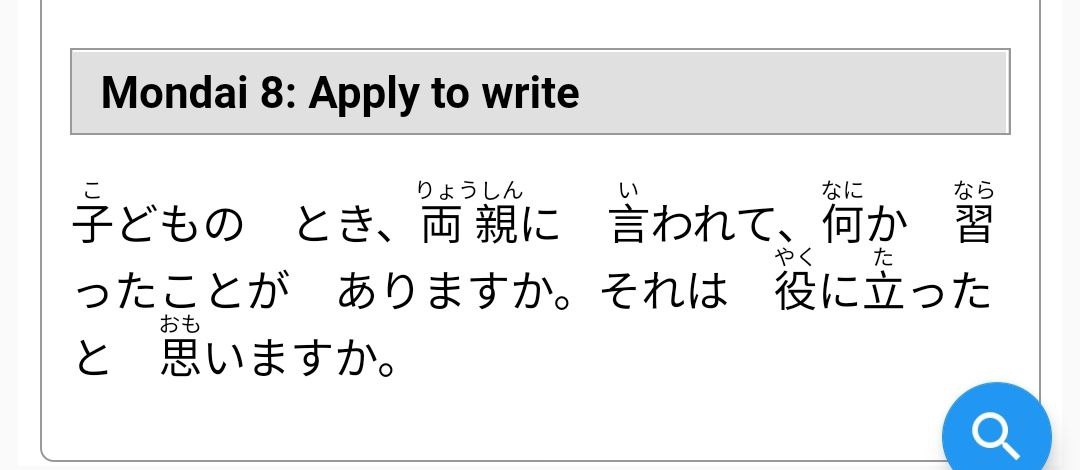 Mondai 8: Apply to write
こ りょうしん い なに なら
子どもの とき、両親に 言われて、何か 習
やく た
ったことが ありますか。それは 役に立った
おも
と 思いますか。